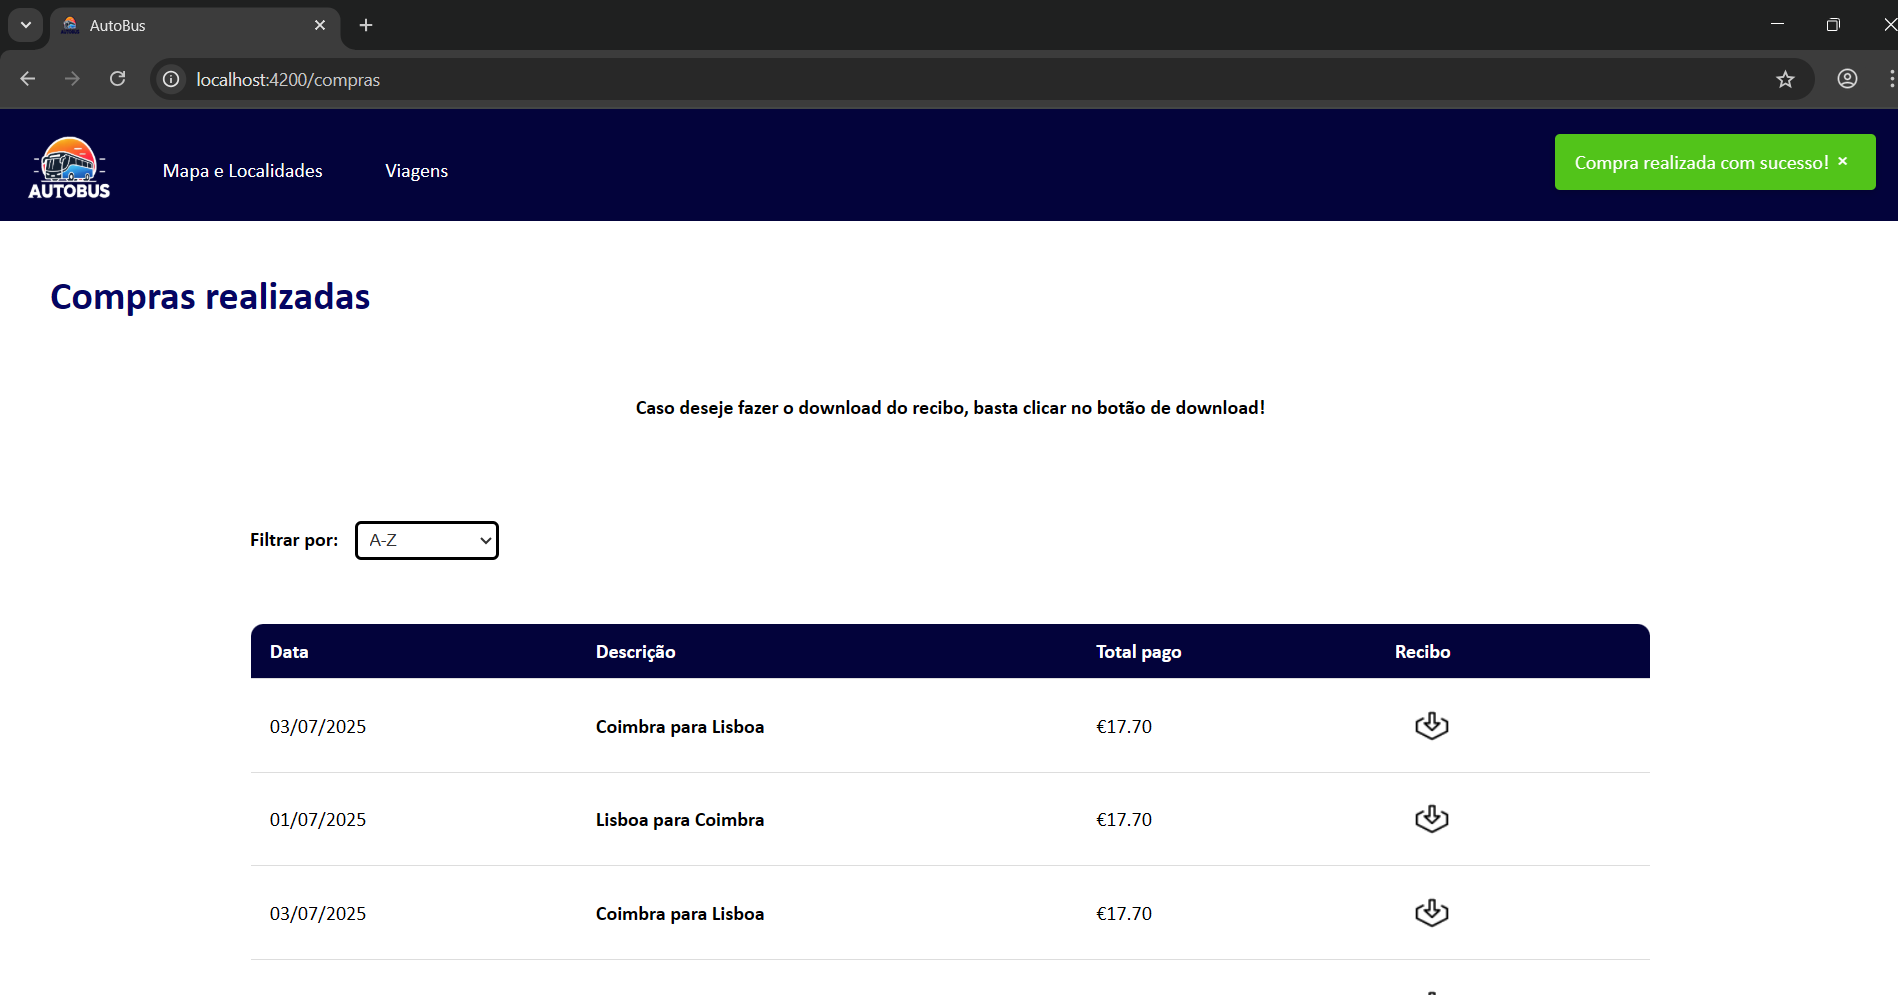 AutoBus
localhost:4200/compras
AUTOBUS
Mapa e Localidades
Viagens
Compra realizada com sucesso! ×
Compras realizadas
Caso deseje fazer o download do recibo, basta clicar no botão de download!
Filtrar por: A-Z
Data Descrição Total pago Recibo
03/07/2025 Coimbra para Lisboa €17.70
01/07/2025 Lisboa para Coimbra €17.70
03/07/2025 Coimbra para Lisboa €17.70